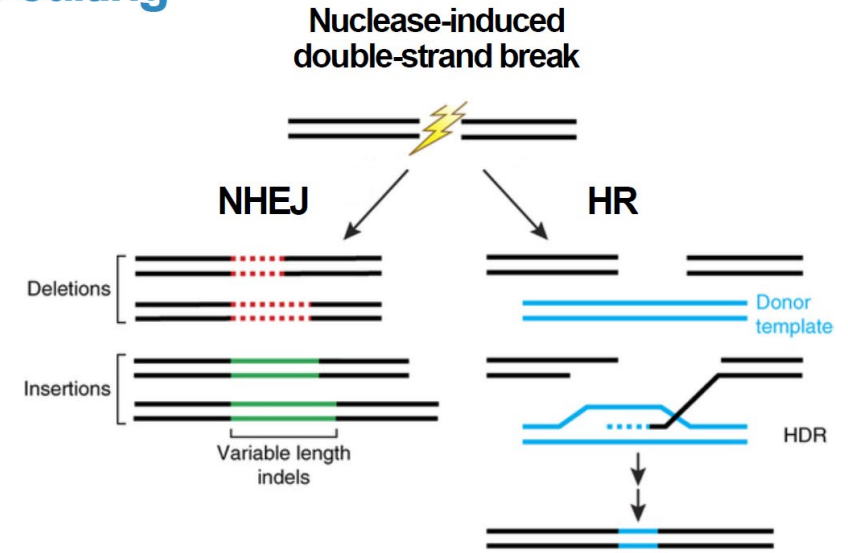 Nuclease-induced
double-strand break
NHEJ
HR
Deletions
Donor
template
Insertions
HDR
Variable length
indels